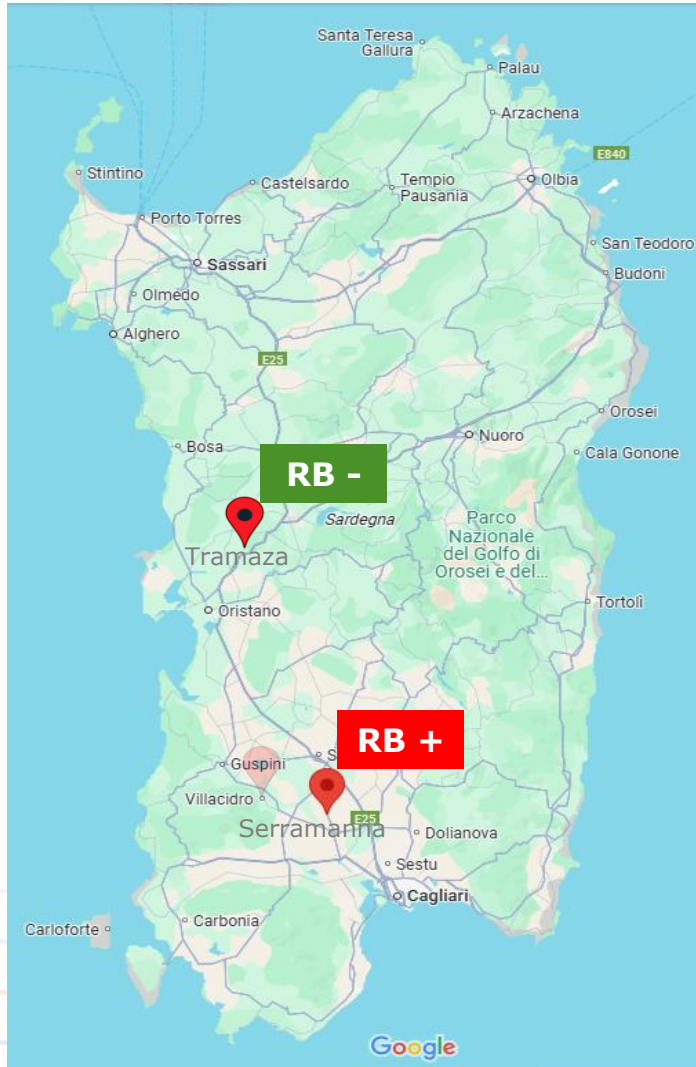 Santa Teresa
Gallura
Palau
Arzachena
E840
Stintino
Castelsardo
Tempio
Pausania
Olbia
Porto Torres
San Teodoro
Sassari
Budoni
Olmedo
Alghero
E25
Orosei
Bosa
Nuoro
Cala Gonone
RB -
Sardegna
Parco
Nazionale
del Golfo di
Orosei e del...
Tramaza
Tortolì
Oristano
RB +
S
Guspini
Villacidro
E25
Serramanna
Dolianova
Sestu
Cagliari
Carbonia
Carloforte
Google